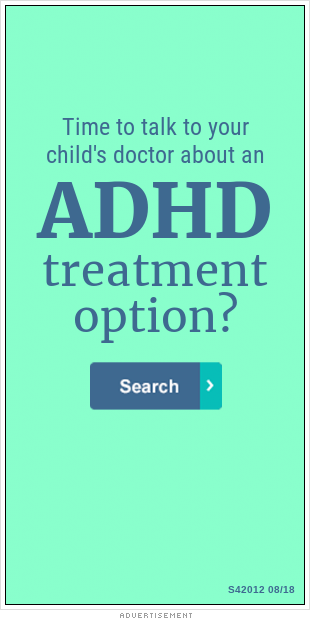 Time to talk to your
child's doctor about an
ADHD
treatment
option?
Search
S42012 08/18
ADVERTISEMENT